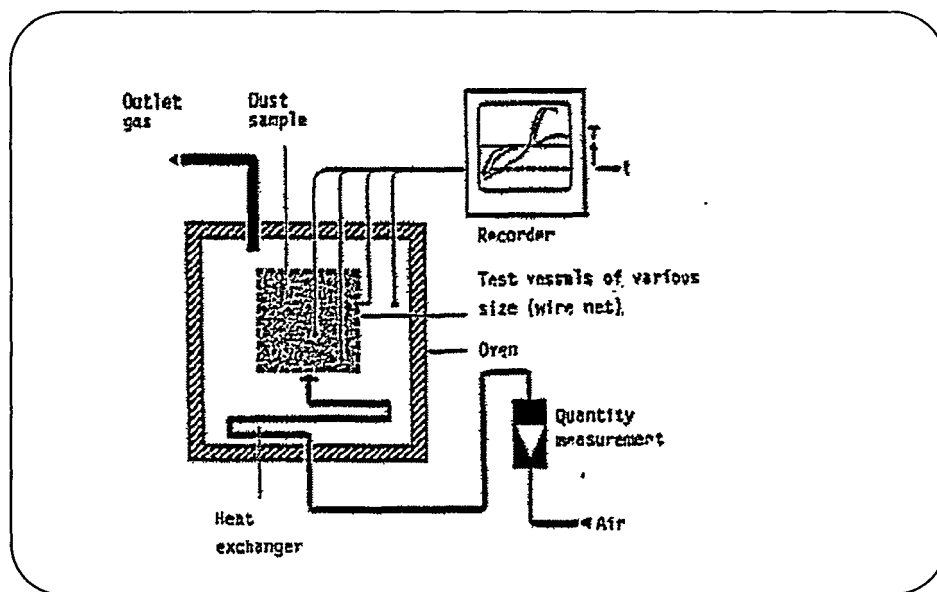 Outlet
gas
Dust
sample
T
t
Recorder
Test vessels of various
size (wire net)
Oven
Quantity
measurement
Air
Heat
exchanger